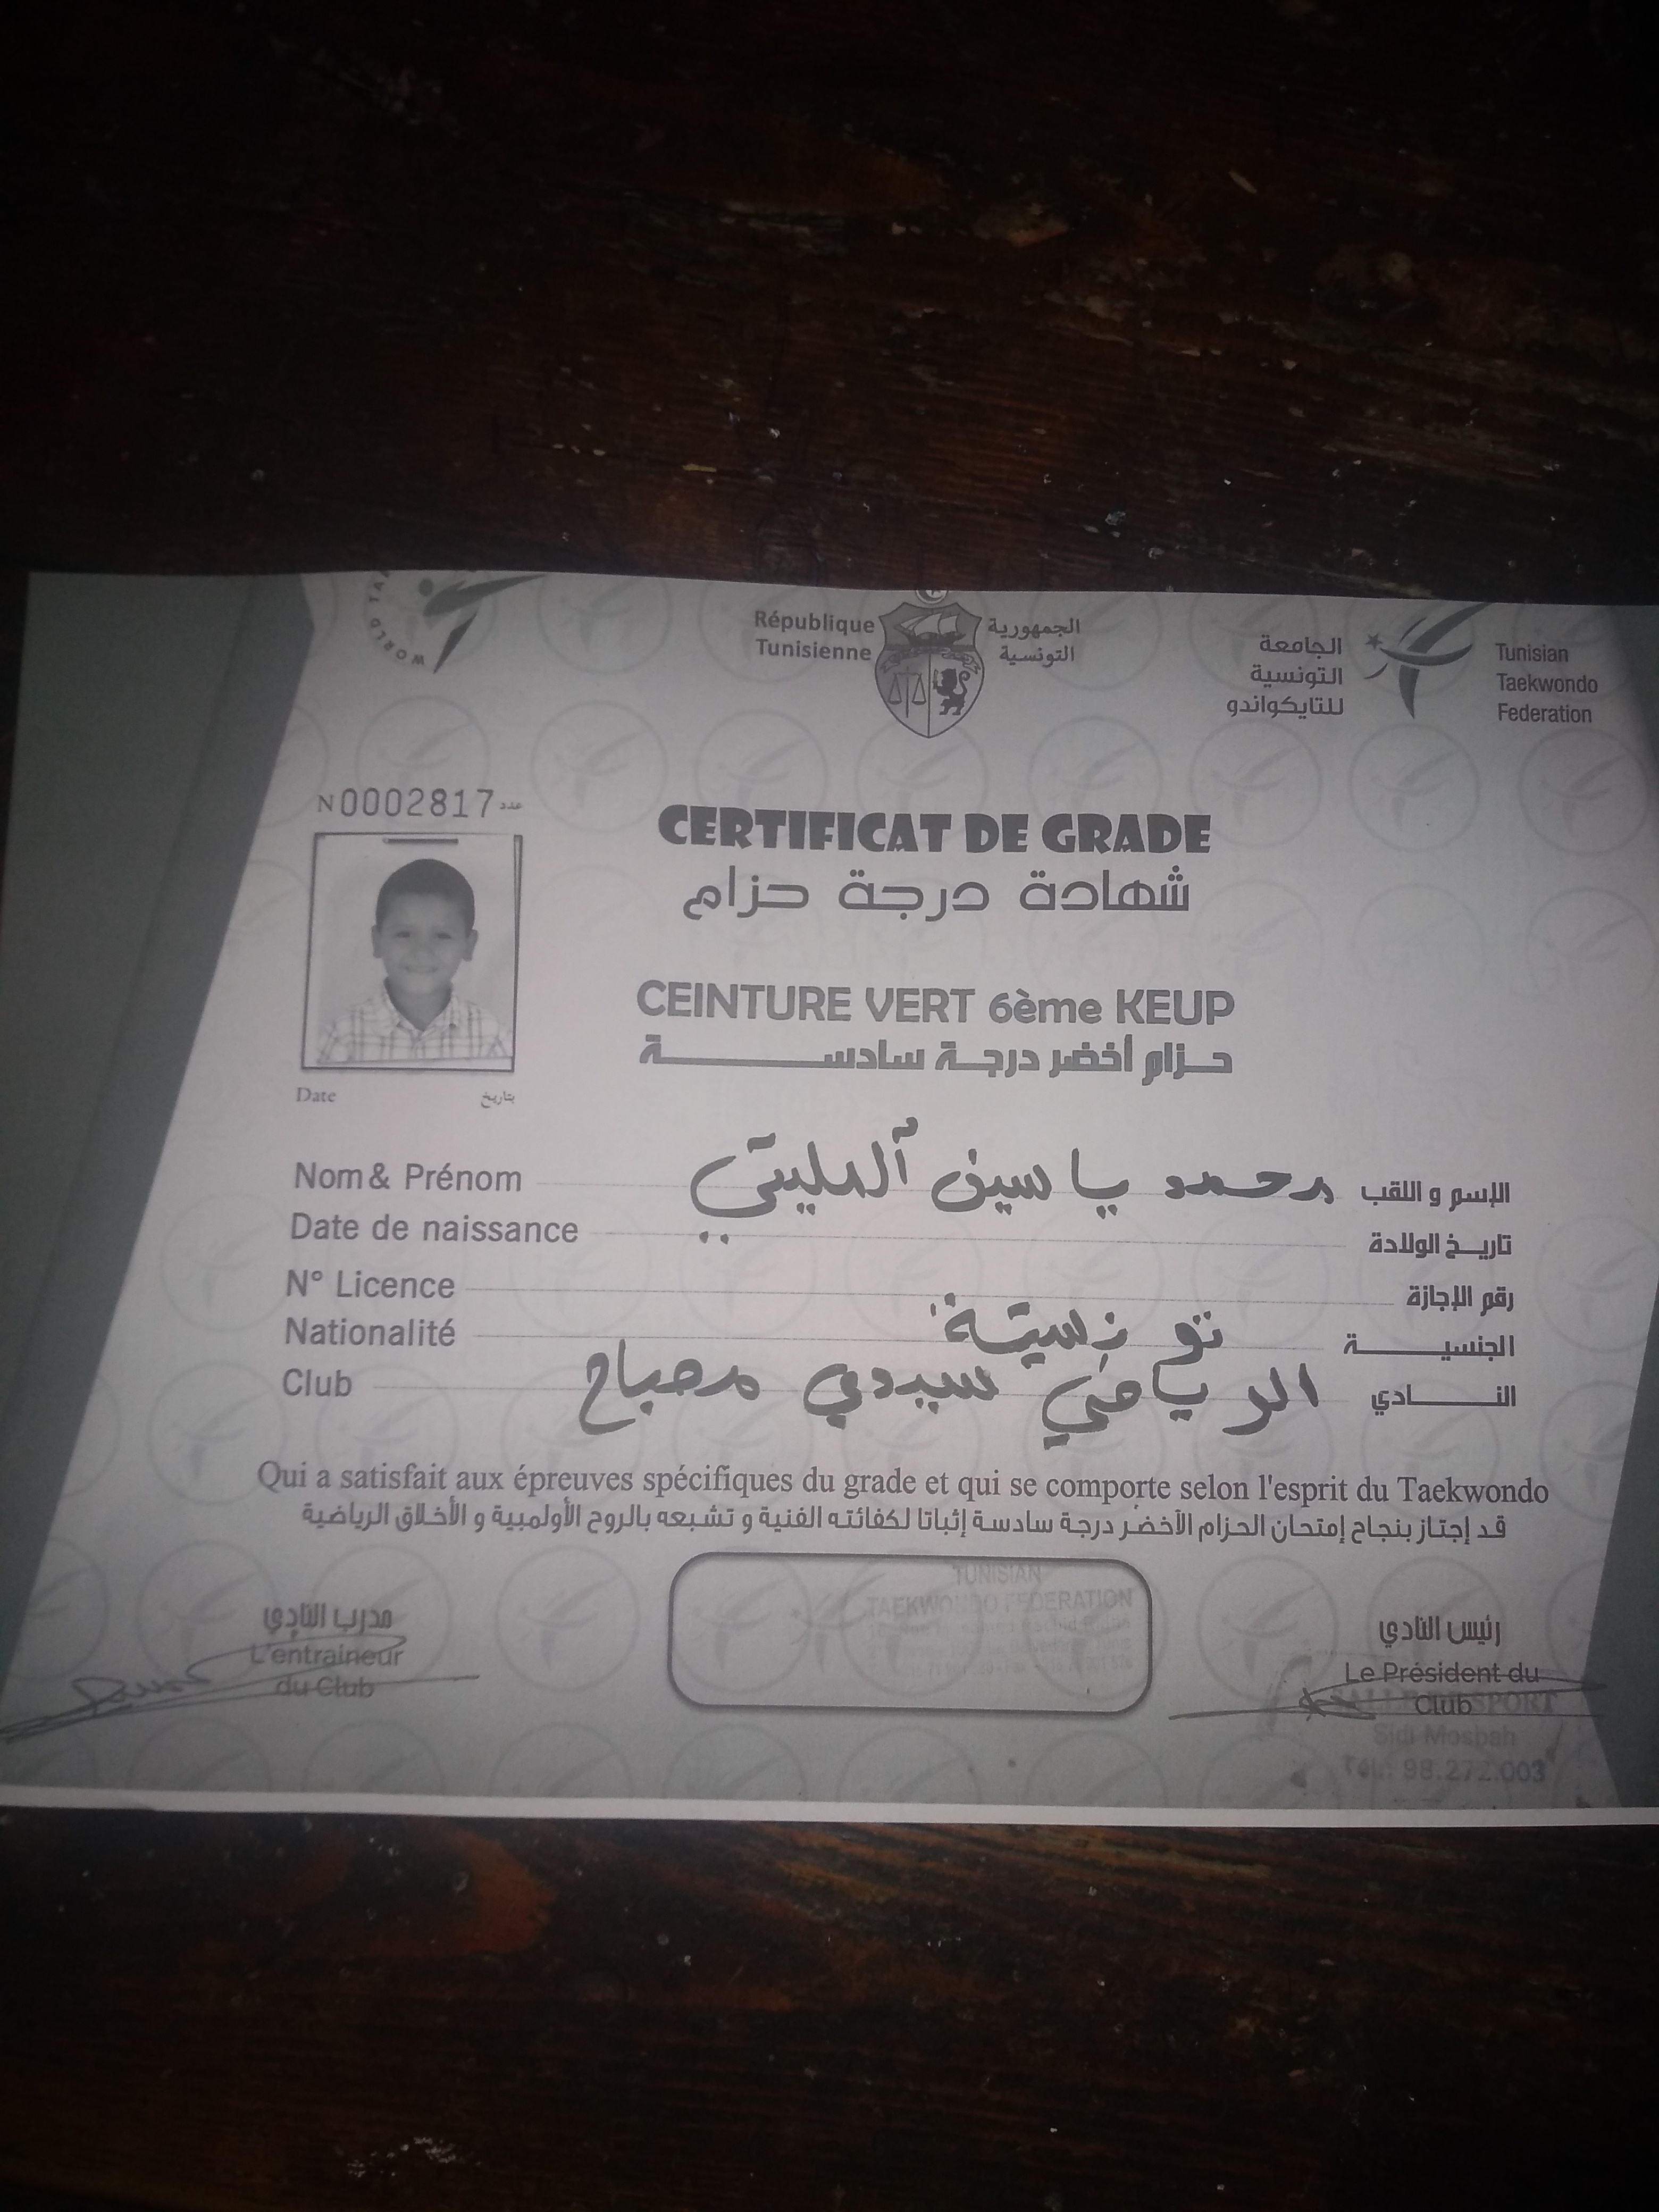 WORLD TA
République
Tunisienne
الجمهورية
التونسية
الجامعة
التونسية
للتايكواندو
Tunisian
Taekwondo
Federation
N0002817 عدد
CERTIFICAT DE GRADE
شهادة درجة حزام
CEINTURE VERT 6ème KEUP
حزام أخضر درجة سادسة
Date بتاريخ
Nom & Prénom محمد ياسين المليتي الإسم و اللقب
Date de naissance تاريخ الولادة
N° Licence رقم الإجازة
Nationalité تونسية الجنسية
Club الرياضي سيدي مصباح النادي
Qui a satisfait aux épreuves spécifiques du grade et qui se comporte selon l'esprit du Taekwondo
قد إجتاز بنجاح إمتحان الحزام الأخضر درجة سادسة إثباتا لكفائته الفنية و تشبعه بالروح الأولمبية و الأخلاق الرياضية
مدرب النادي
L'entraineur
du Club
TUNISIAN
TAEKWONDO FEDERATION
رئيس النادي
Le Président du
Club
SPORT
Sidi Mosbah
Tél.: 98.272.003